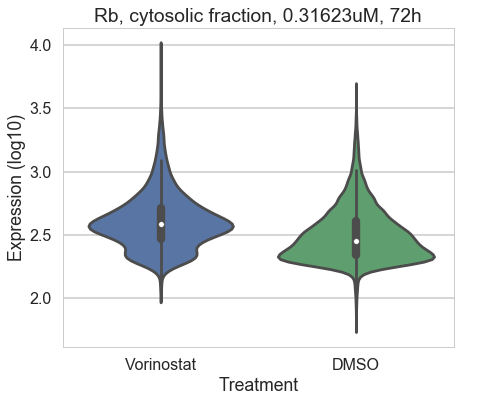 Rb, cytosolic fraction, 0.31623uM, 72h
Expression (log10)
4.0
3.5
3.0
2.5
2.0
Vorinostat DMSO
Treatment